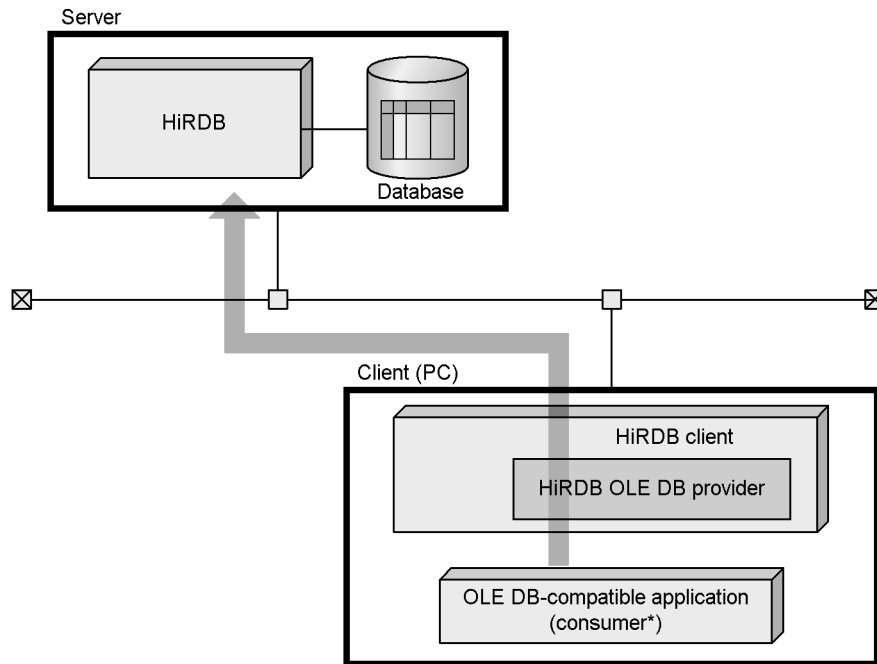 Server
HiRDB
Database
Client (PC)
HiRDB client
HiRDB OLE DB provider
OLE DB-compatible application
(consumer*)